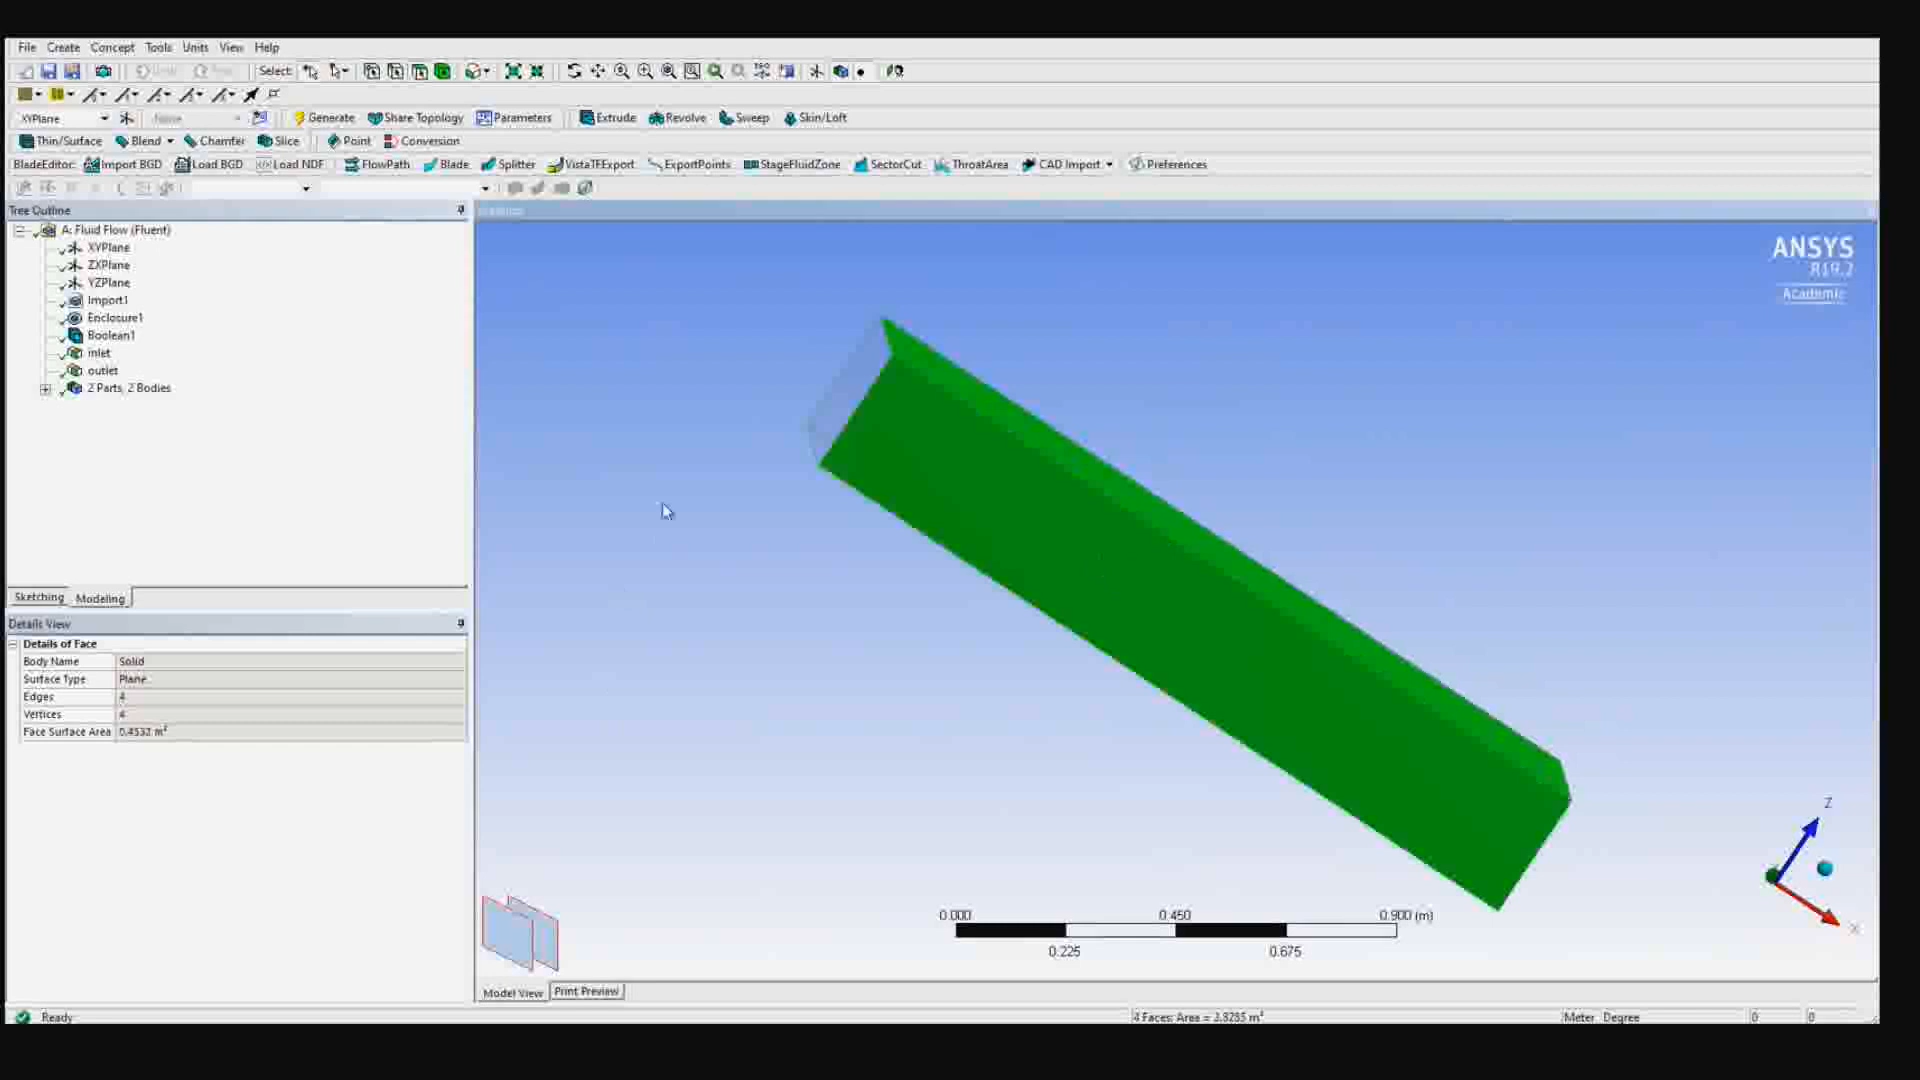 File Create Concept Tools Units View Help
Select:
XYPlane None Generate Share Topology Parameters Extrude Revolve Sweep Skin/Loft
Thin/Surface Blend Chamfer Slice Point Conversion
BladeEditor: Import BGD Load BGD Load NDF FlowPath Blade Splitter VistaTFExport ExportPoints StageFluidZone SectorCut ThroatArea CAD Import Preferences
Tree Outline
A: Fluid Flow (Fluent)
XYPlane
ZXPlane
YZPlane
Import1
Enclosure1
Boolean1
inlet
outlet
2 Parts, 2 Bodies
Sketching Modeling
Details View
Details of Face
Body Name Solid
Surface Type Plane
Edges 4
Vertices 4
Face Surface Area 0.4532 m²
ANSYS
R19.2
Academic
Z
X
0.000 0.450 0.900 (m)
0.225 0.675
Model View Print Preview
Ready 4 Faces: Area = Meter Degree 0 0